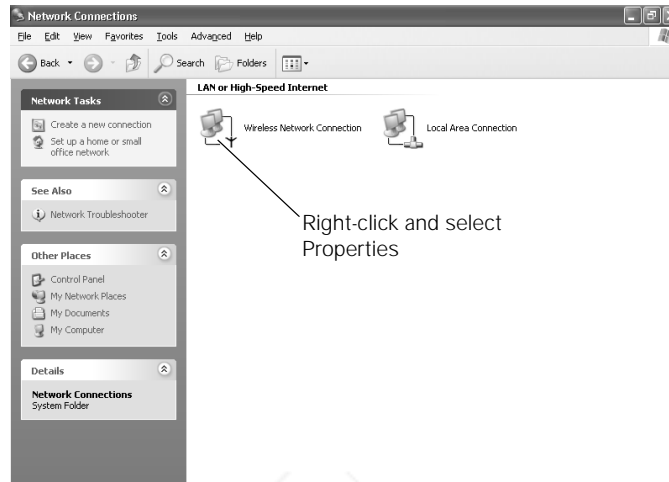 Network Connections
File Edit View Favorites Tools Advanced Help
Back Search Folders
Network Tasks
Create a new connection
Set up a home or small
office network
See Also
Network Troubleshooter
Other Places
Control Panel
My Network Places
My Documents
My Computer
Details
Network Connections
System Folder
LAN or High-Speed Internet
Wireless Network Connection
Local Area Connection
Right-click and select
Properties